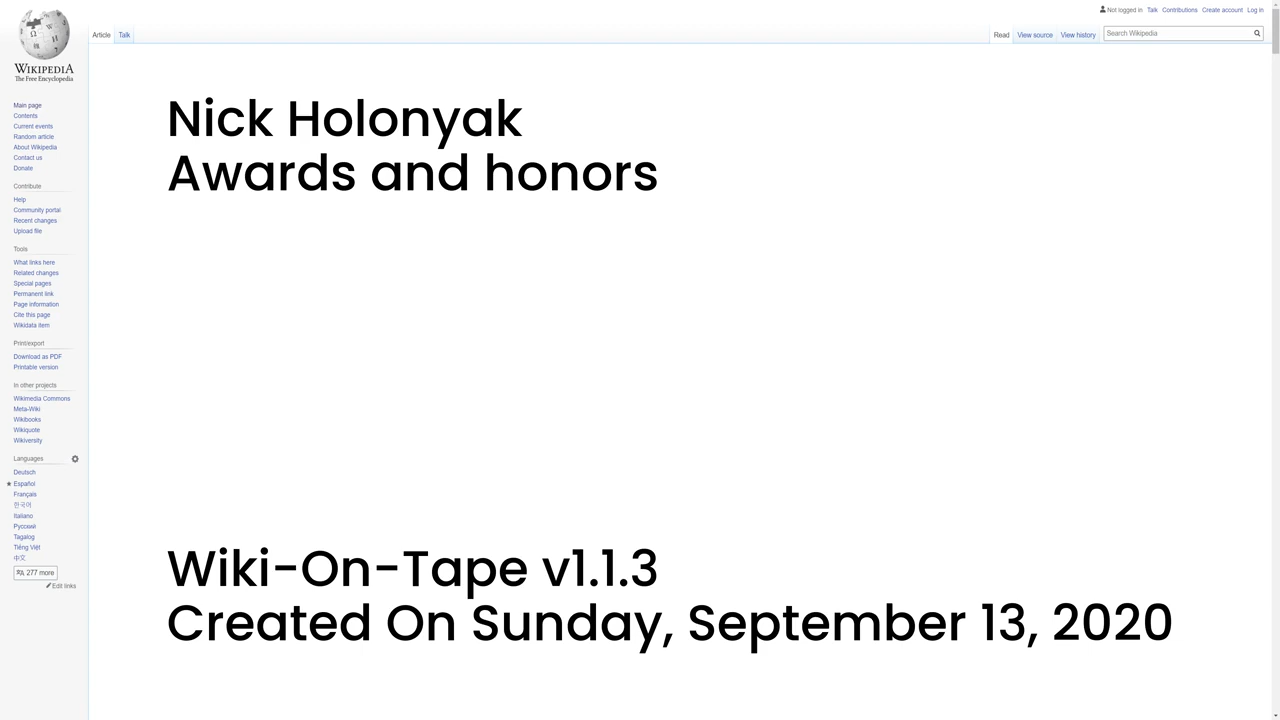 Not logged in Talk Contributions Create account Log in
Article Talk Read View source View history Search Wikipedia
WIKIPEDIA
The Free Encyclopedia
Main page
Contents
Current events
Random article
About Wikipedia
Contact us
Donate
Contribute
Help
Community portal
Recent changes
Upload file
Tools
What links here
Related changes
Special pages
Permanent link
Page information
Cite this page
Wikidata item
Print/export
Download as PDF
Printable version
In other projects
Wikimedia Commons
Meta-Wiki
Wikibooks
Wikiquote
Wikiversity
Languages
Deutsch
Español
Français
한국어
Italiano
Русский
Tagalog
Tiếng Việt
中文
277 more
Edit links
Nick Holonyak
Awards and honors
Wiki-On-Tape v1.1.3
Created On Sunday, September 13, 2020